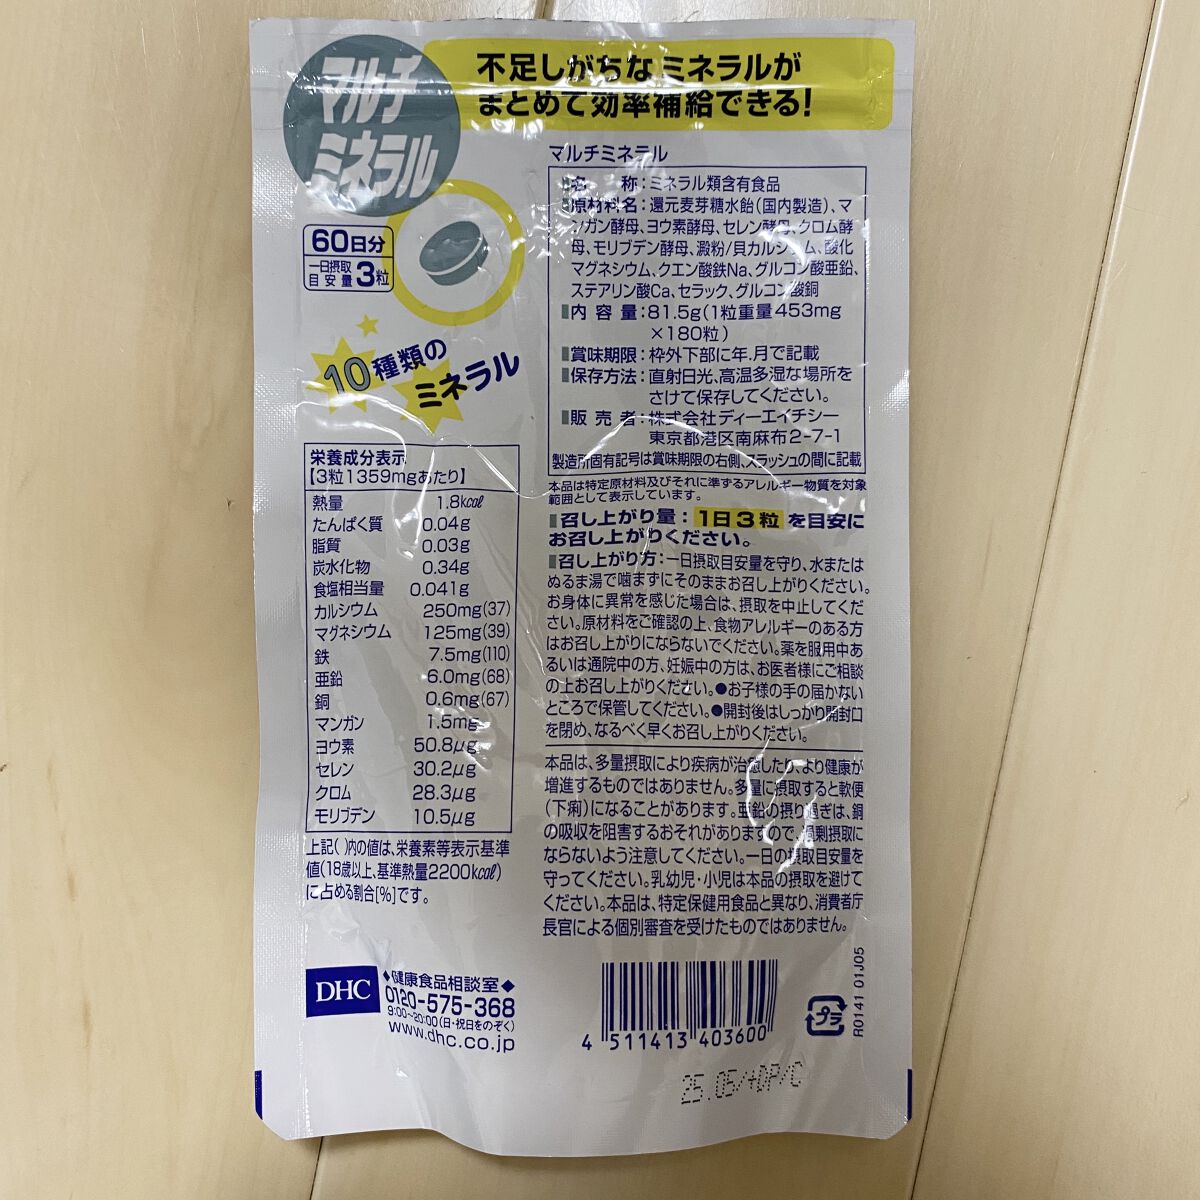 マルチ
ミネラル
不足しがちなミネラルが
まとめて効率補給できる!
60日分
一日摂取
目安量3粒
10種類の
ミネラル
マルチミネラル
■名　称:ミネラル類含有食品
■原材料名:還元麦芽糖水飴(国内製造)、マ
ンガン酵母、ヨウ素酵母、セレン酵母、クロム酵
母、モリブデン酵母、澱粉/貝カルシウム、酸化
マグネシウム、クエン酸鉄Na、グルコン酸亜鉛、
ステアリン酸Ca、セラック、グルコン酸銅
■内容量:81.5g(1粒重量453mg
×180粒)
■賞味期限:枠外下部に年.月で記載
■保存方法:直射日光、高温多湿な場所を
さけて保存してください。
■販売者:株式会社ディーエイチシー
東京都港区南麻布2-7-1
製造所固有記号は賞味期限の右側、スラッシュの間に記載
本品は特定原材料及びそれに準ずるアレルギー物質を対象
範囲として表示しています。
■召し上がり量:1日3粒を目安に
お召し上がりください。
■召し上がり方:一日摂取目安量を守り、水または
ぬるま湯で噛まずにそのままお召し上がりください。
お身体に異常を感じた場合は、摂取を中止してくだ
さい。原材料をご確認の上、食物アレルギーのある方
はお召し上がりにならないでください。薬を服用中あ
るいは通院中の方、妊娠中の方は、お医者様にご相談
の上お召し上がりください。●お子様の手の届かない
ところで保管してください。●開封後はしっかり開封口
を閉め、なるべく早くお召し上がりください。
本品は、多量摂取により疾病が治癒したり、より健康が
増進するものではありません。多量に摂取すると軟便
(下痢)になることがあります。亜鉛の摂り過ぎは、銅
の吸収を阻害するおそれがありますので、過剰摂取に
ならないよう注意してください。一日の摂取目安量を
守ってください。乳幼児・小児は本品の摂取を避けて
ください。本品は、特定保健用食品と異なり、消費者庁
長官による個別審査を受けたものではありません。
栄養成分表示
【3粒1359mgあたり】
熱量 1.8kcal
たんぱく質 0.04g
脂質 0.03g
炭水化物 0.34g
食塩相当量 0.041g
カルシウム 250mg(37)
マグネシウム 125mg(39)
鉄 7.5mg(110)
亜鉛 6.0mg(68)
銅 0.6mg(67)
マンガン 1.5mg
ヨウ素 50.8μg
セレン 30.2μg
クロム 28.3μg
モリブデン 10.5μg
上記( )内の値は、栄養素等表示基準
値(18歳以上、基準熱量2200kcal)
に占める割合[%]です。
DHC
◆健康食品相談室◆
0120-575-368
9:00~20:00(日・祝日をのぞく)
www.dhc.co.jp
4 511413 403600
プラ
R0141 01J05
25.05/+DP/C